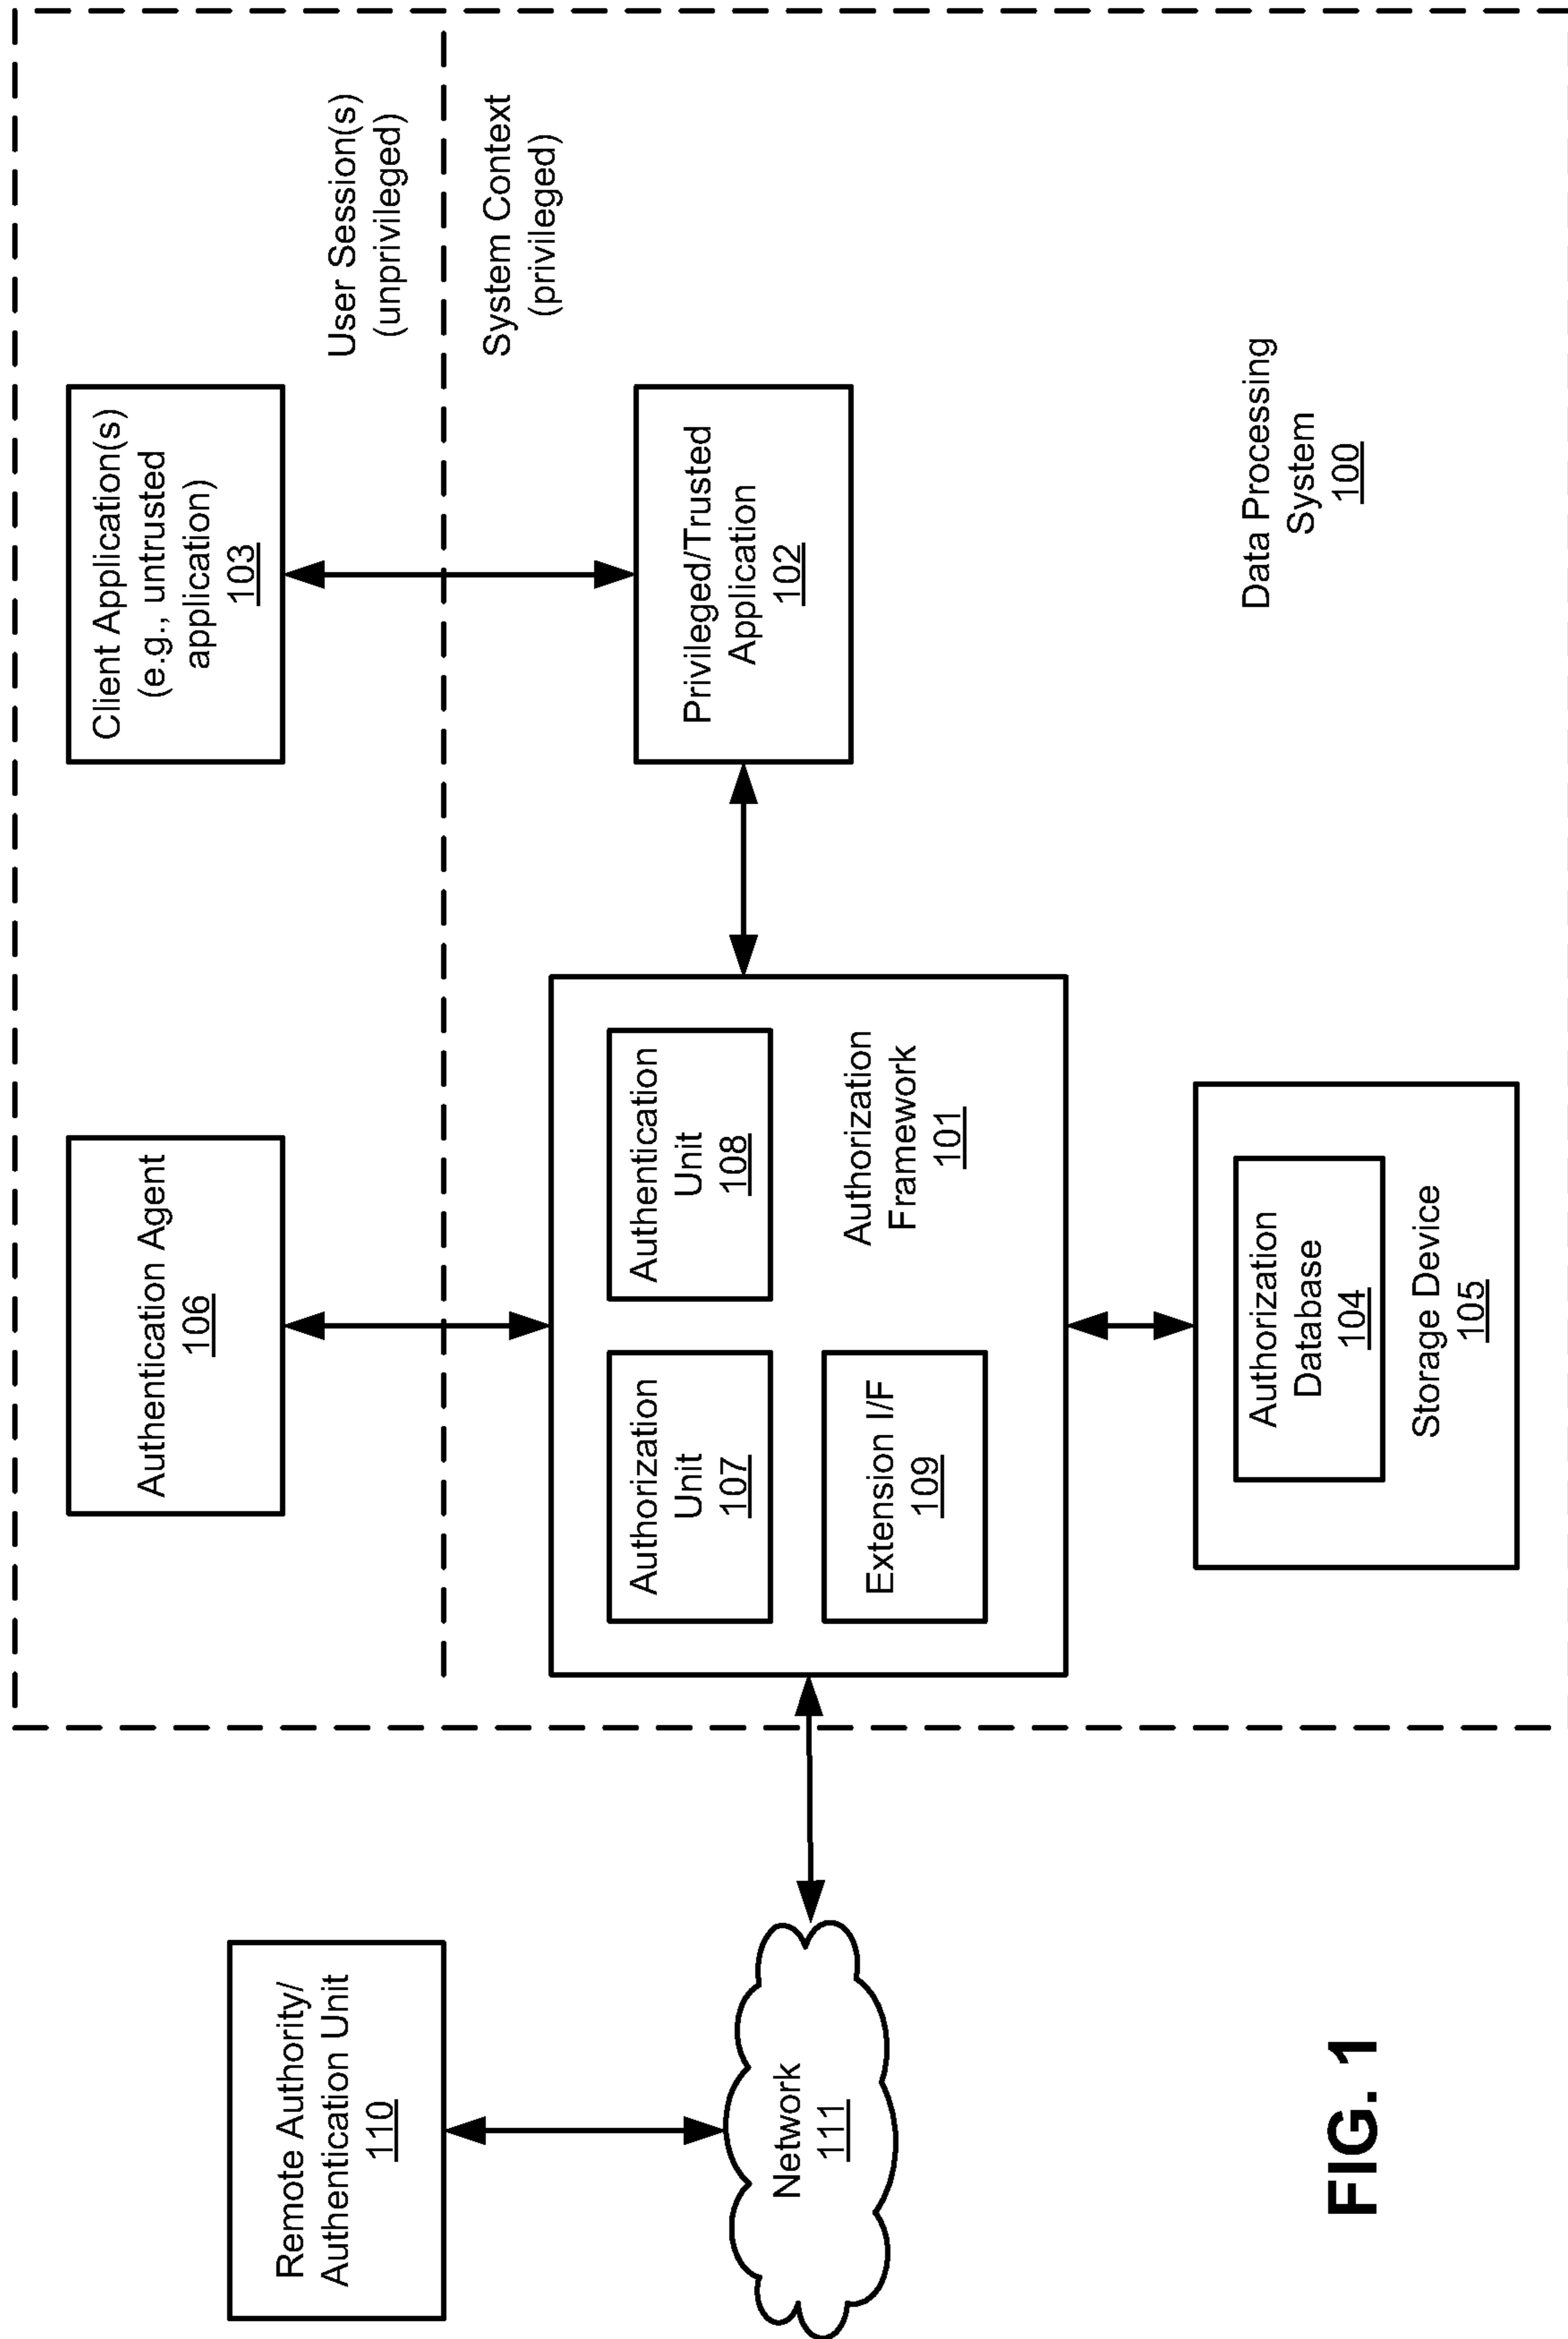 Remote Authority/
Authentication Unit
110
Network
111
Authentication Agent
106
Client Application(s)
(e.g., untrusted
application)
103
User Session(s)
(unprivileged)
System Context
(privileged)
Authorization
Unit
107
Authentication
Unit
108
Extension I/F
109
Authorization
Framework
101
Privileged/Trusted
Application
102
Authorization
Database
104
Storage Device
105
Data Processing
System
100
FIG. 1